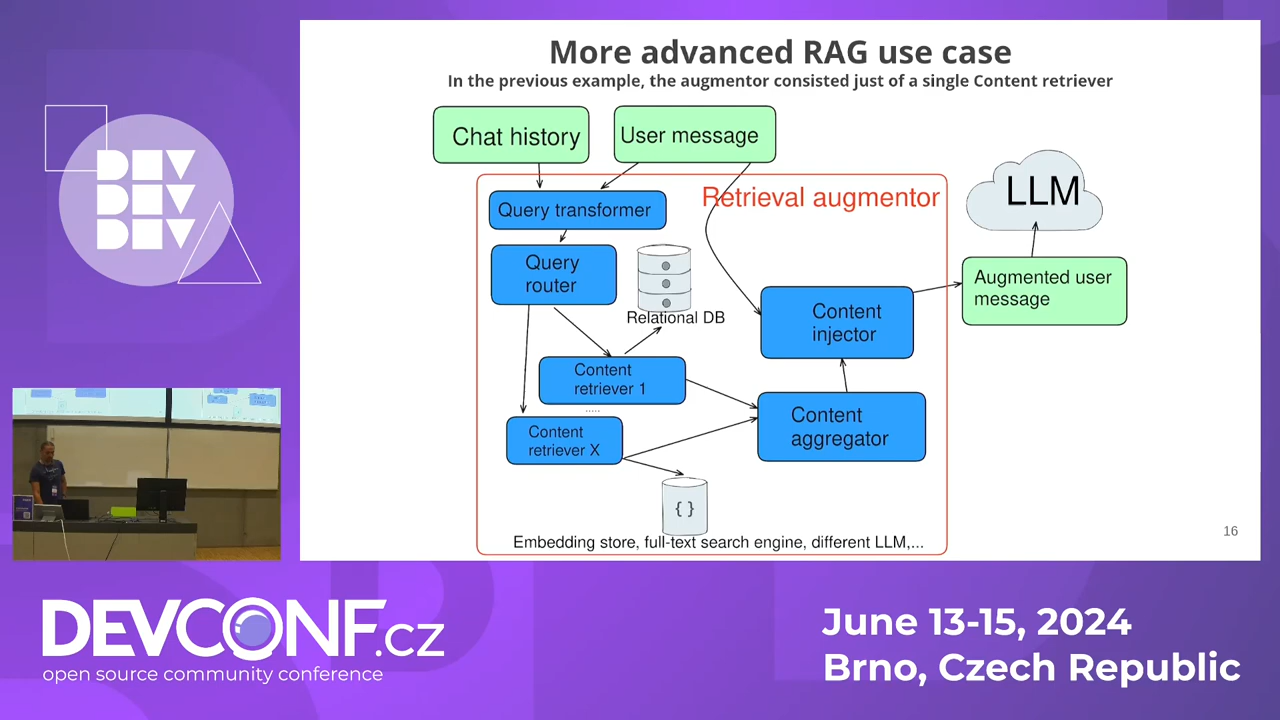 More advanced RAG use case
In the previous example, the augmentor consisted just of a single Content retriever
Chat history
User message
Retrieval augmentor
LLM
Query transformer
Query
router
Relational DB
Augmented user
message
Content
injector
Content
retriever 1
.....
Content
aggregator
Content
retriever X
{ }
Embedding store, full-text search engine, different LLM,...
16
DEV
DEV
DEV
DEVCONF.cz
open source community conference
June 13-15, 2024
Brno, Czech Republic